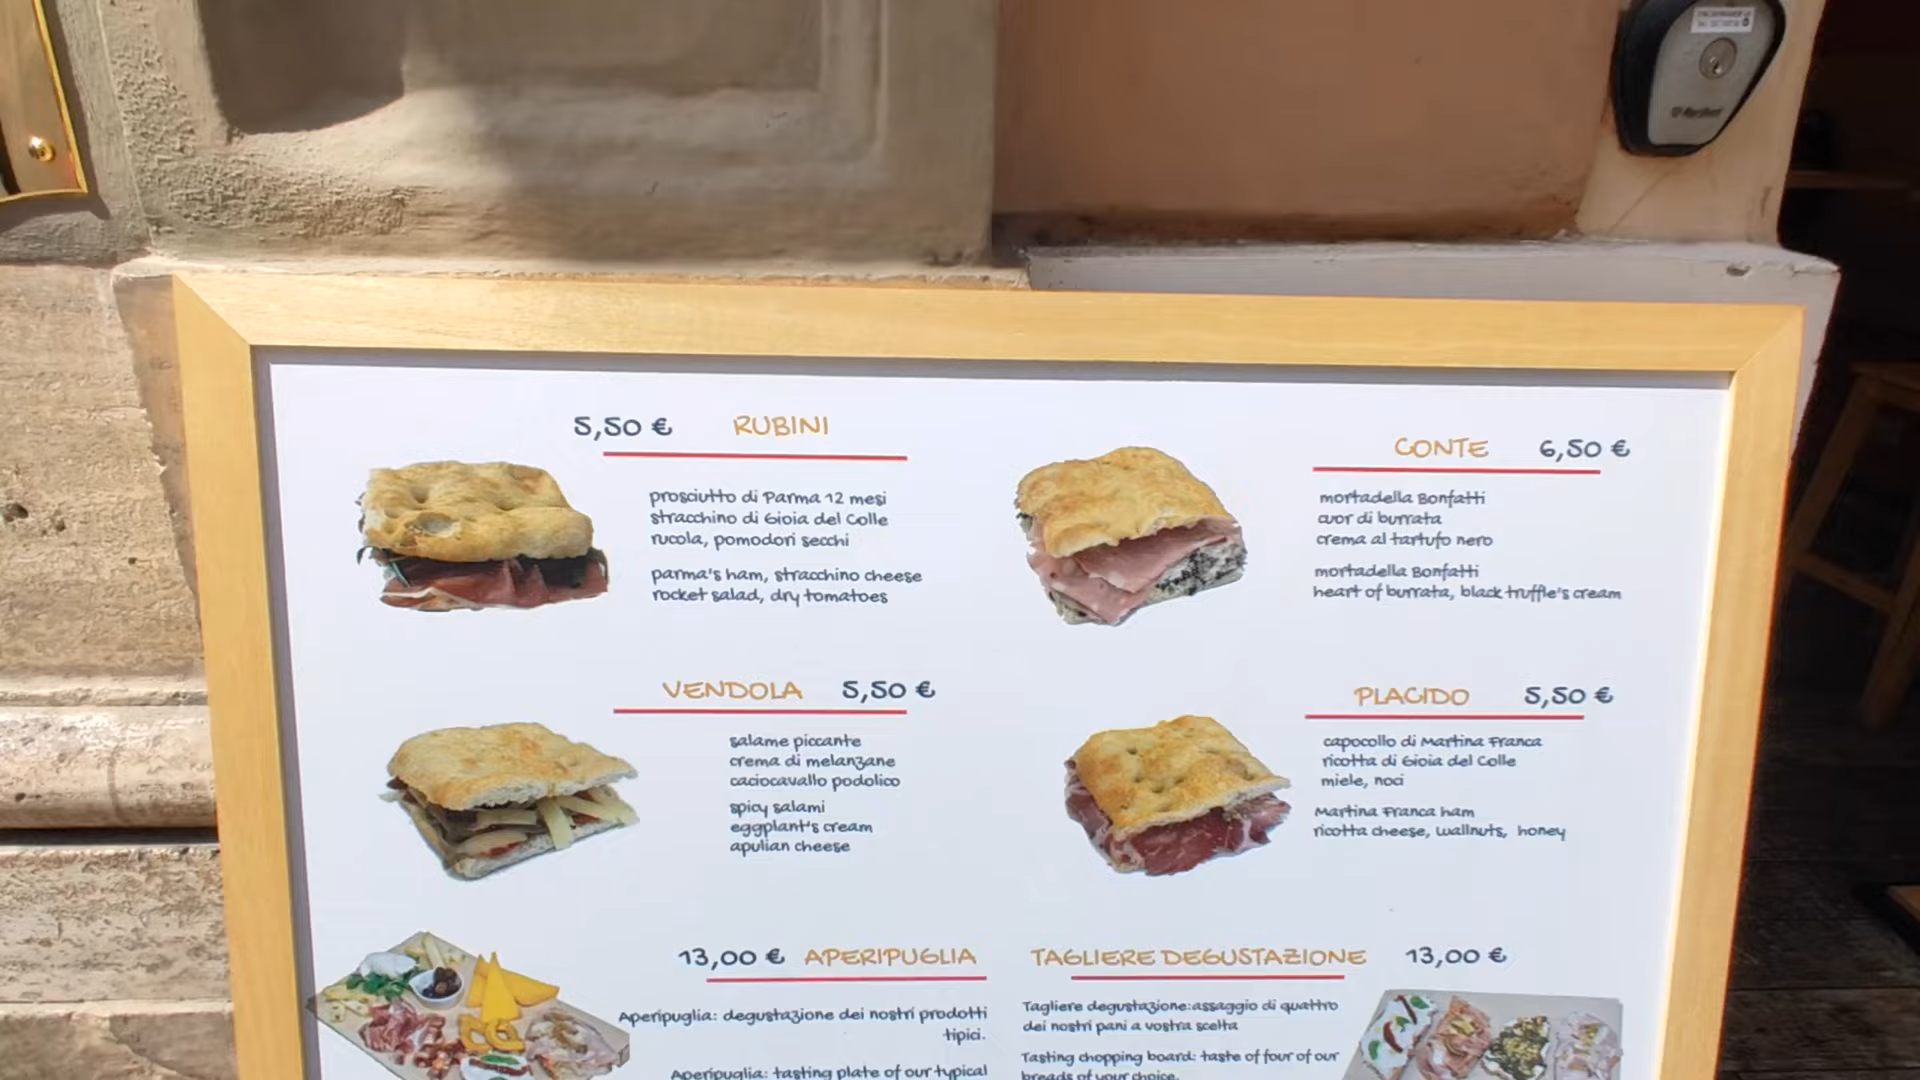 5,50 € RUBINI
prosciutto di Parma 12 mesi
stracchino di Gioia del Colle
rucola, pomodori secchi
parma's ham, stracchino cheese
rocket salad, dry tomatoes
CONTE 6,50 €
mortadella Bonfatti
cuor di burrata
crema al tartufo nero
mortadella Bonfatti
heart of burrata, black truffle's cream
VENDOLA 5,50 €
salame piccante
crema di melanzane
caciocavallo podolico
spicy salami
eggplant's cream
apulian cheese
PLACIDO 5,50 €
capocollo di Martina Franca
ricotta di Gioia del Colle
miele, noci
Martina Franca ham
ricotta cheese, wallnuts, honey
13,00 € APERIPUGLIA
Aperipuglia: degustazione dei nostri prodotti
tipici.
Aperipuglia: tasting plate of our typical
TAGLIERE DEGUSTAZIONE 13,00 €
Tagliere degustazione:assaggio di quattro
dei nostri pani a vostra scelta
Tasting chopping board: taste of four of our
breads of your choice.